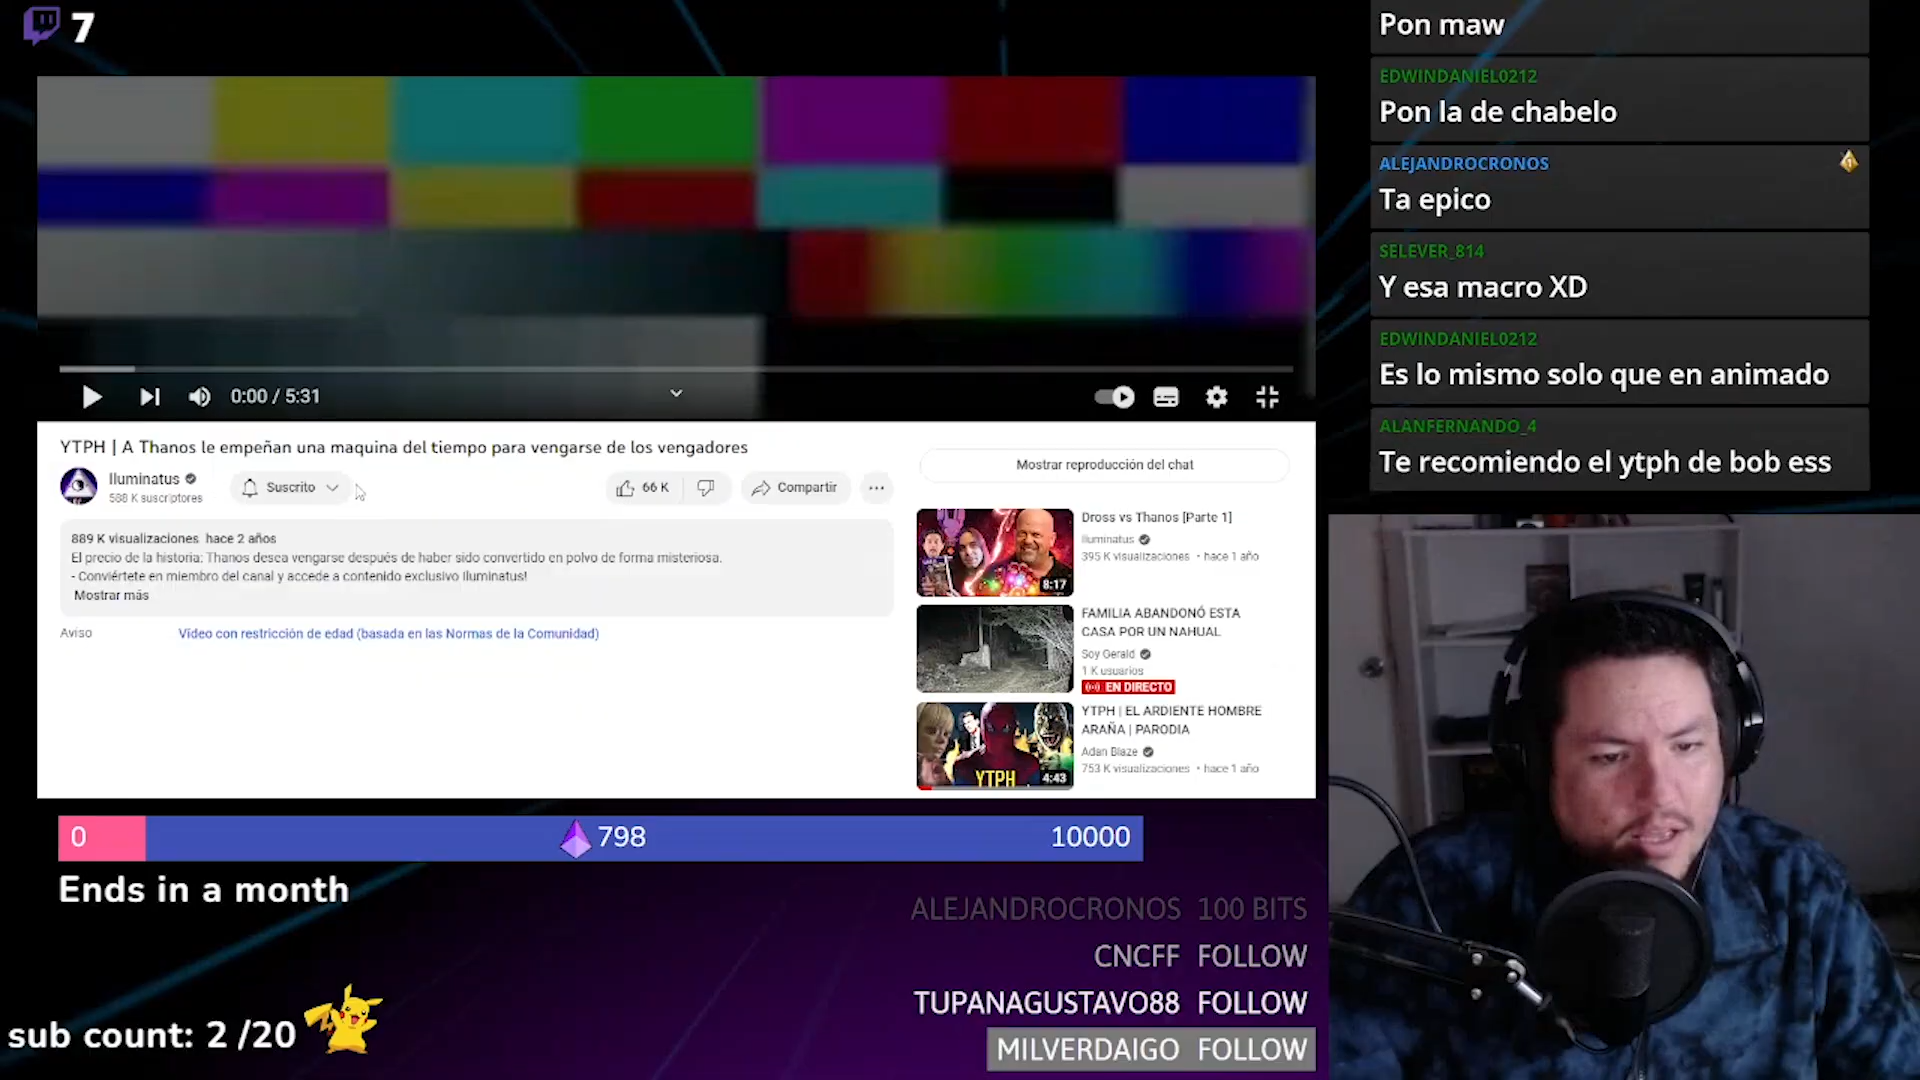 7
0:00 / 5:31
YTPH | A Thanos le empeñan una maquina del tiempo para vengarse de los vengadores
Iluminatus
588 K suscriptores
Suscrito
66 K
Compartir
889 K visualizaciones hace 2 años
El precio de la historia: Thanos desea vengarse después de haber sido convertido en polvo de forma misteriosa.
- Conviértete en miembro del canal y accede a contenido exclusivo Iluminatus!
Mostrar más
Aviso
Vídeo con restricción de edad (basada en las Normas de la Comunidad)
Mostrar reproducción del chat
8:17
Dross vs Thanos [Parte 1]
Iluminatus
395 K visualizaciones • hace 1 año
FAMILIA ABANDONÓ ESTA
CASA POR UN NAHUAL
Soy Gerald
1 K usuarios
EN DIRECTO
YTPH
4:43
YTPH | EL ARDIENTE HOMBRE
ARAÑA | PARODIA
Adan Blaze
753 K visualizaciones • hace 1 año
0
798
10000
Ends in a month
sub count: 2 /20
ALEJANDROCRONOS 100 BITS
CNCFF FOLLOW
TUPANAGUSTAVO88 FOLLOW
MILVERDAIGO FOLLOW
Pon maw
EDWINDANIEL0212
Pon la de chabelo
ALEJANDROCRONOS
1
Ta epico
SELEVER_814
Y esa macro XD
EDWINDANIEL0212
Es lo mismo solo que en animado
ALANFERNANDO_4
Te recomiendo el ytph de bob ess